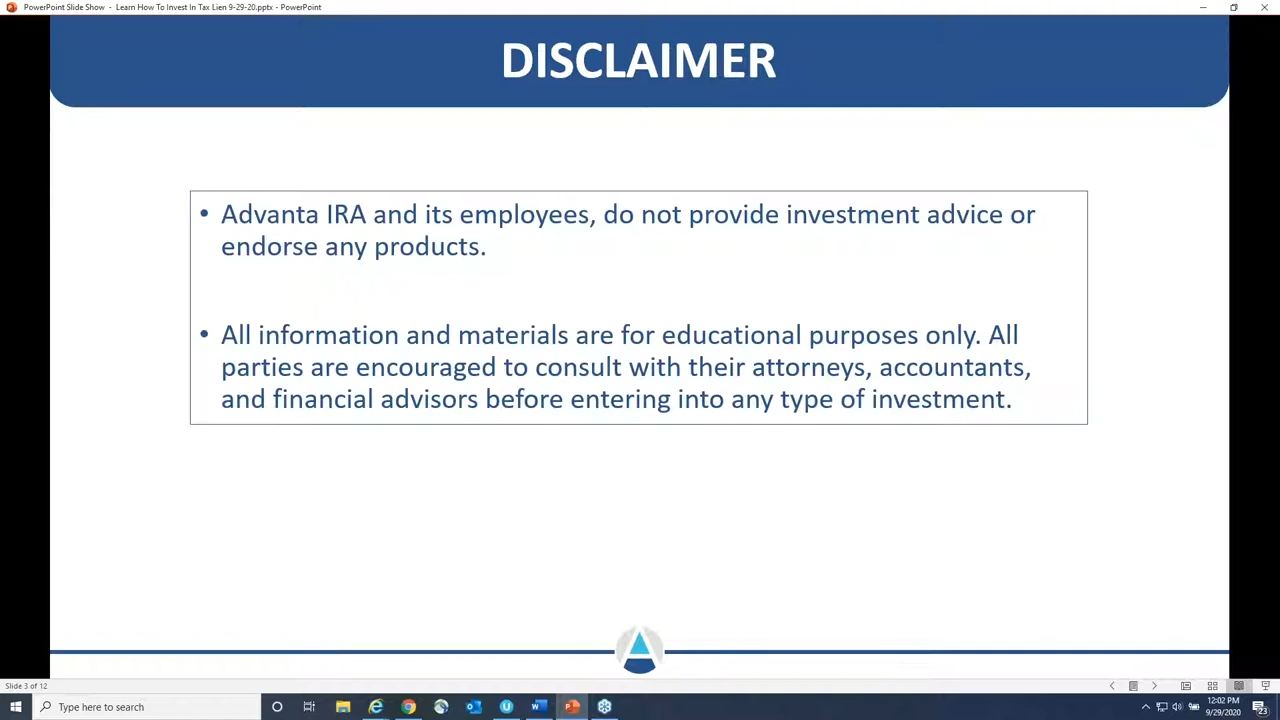 PowerPoint Slide Show - Learn How To Invest In Tax Lien 9-29-20.pptx - PowerPoint
DISCLAIMER
• Advanta IRA and its employees, do not provide investment advice or
endorse any products.
• All information and materials are for educational purposes only. All
parties are encouraged to consult with their attorneys, accountants,
and financial advisors before entering into any type of investment.
Slide 3 of 12
Type here to search
12:02 PM
9/29/2020
23